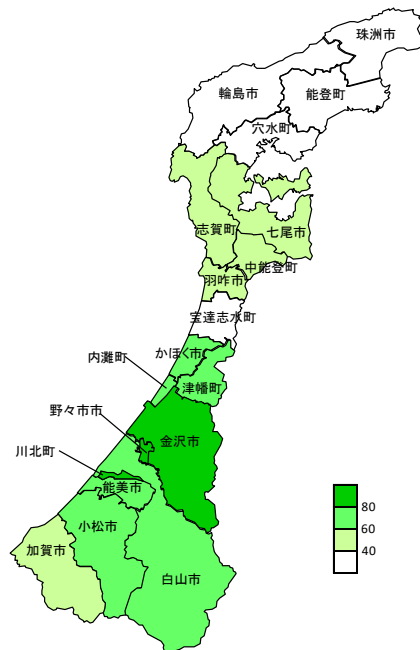 珠洲市
輪島市
能登町
穴水町
志賀町
七尾市
中能登町
羽咋市
宝達志水町
かほく市
内灘町
津幡町
野々市市
金沢市
川北町
能美市
小松市
加賀市
白山市
80
60
40